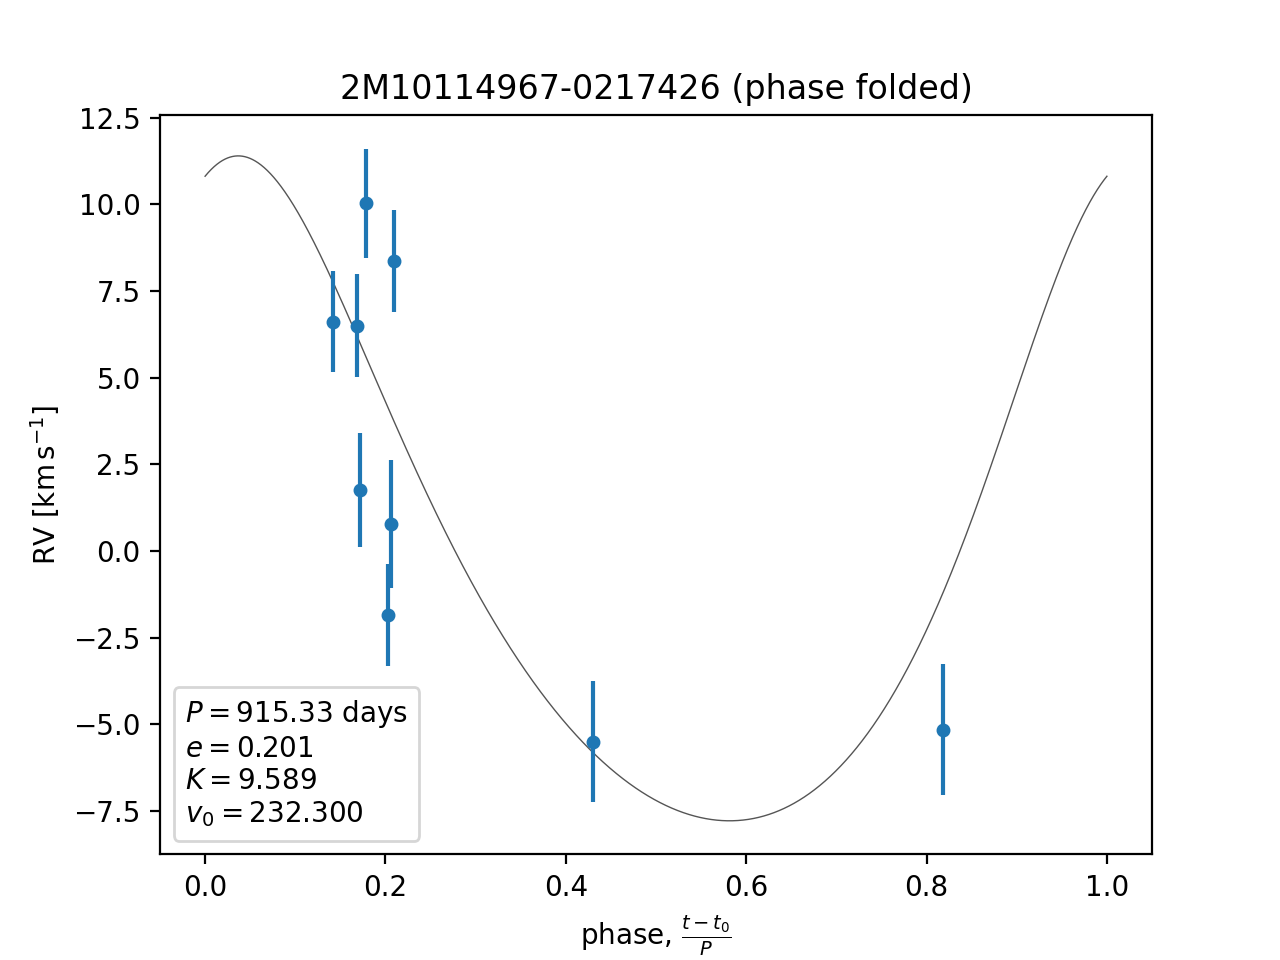 2M10114967-0217426 (phase folded)
12.5
10.0
7.5
5.0
2.5
0.0
−2.5
−5.0
−7.5
RV [km s⁻¹]
P = 915.33 days
e = 0.201
K = 9.589
v₀ = 232.300
0.0 0.2 0.4 0.6 0.8 1.0
phase, (t − t₀)/P